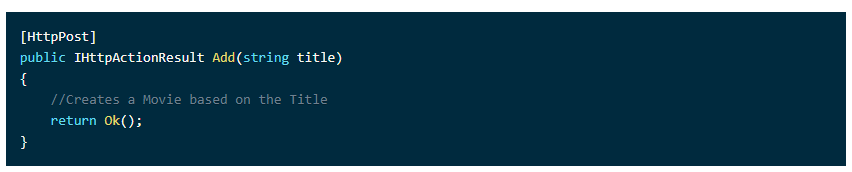 [HttpPost]
public IHttpActionResult Add(string title)
{
    //Creates a Movie based on the Title
    return Ok();
}